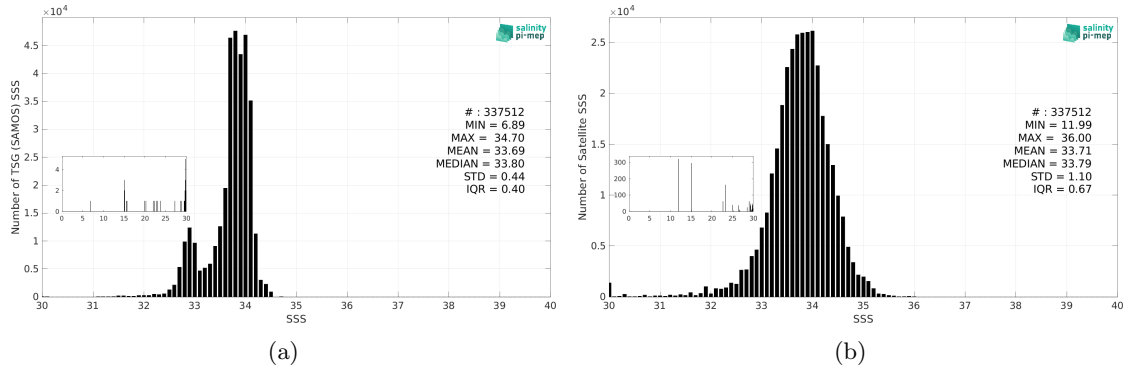 ×10⁴
5
4.5
4
3.5
3
2.5
2
1.5
1
0.5
0
Number of TSG (SAMOS) SSS
salinity
pi-mep
# : 337512
MIN = 6.89
MAX = 34.70
MEAN = 33.69
MEDIAN = 33.80
STD = 0.44
IQR = 0.40
4
2
0
0 5 10 15 20 25 30
30 31 32 33 34 35 36 37 38 39 40
SSS
(a)
×10⁴
2.5
2
1.5
1
0.5
0
Number of Satellite SSS
salinity
pi-mep
# : 337512
MIN = 11.99
MAX = 36.00
MEAN = 33.71
MEDIAN = 33.79
STD = 1.10
IQR = 0.67
300
200
100
0
0 5 10 15 20 25 30
30 31 32 33 34 35 36 37 38 39 40
SSS
(b)